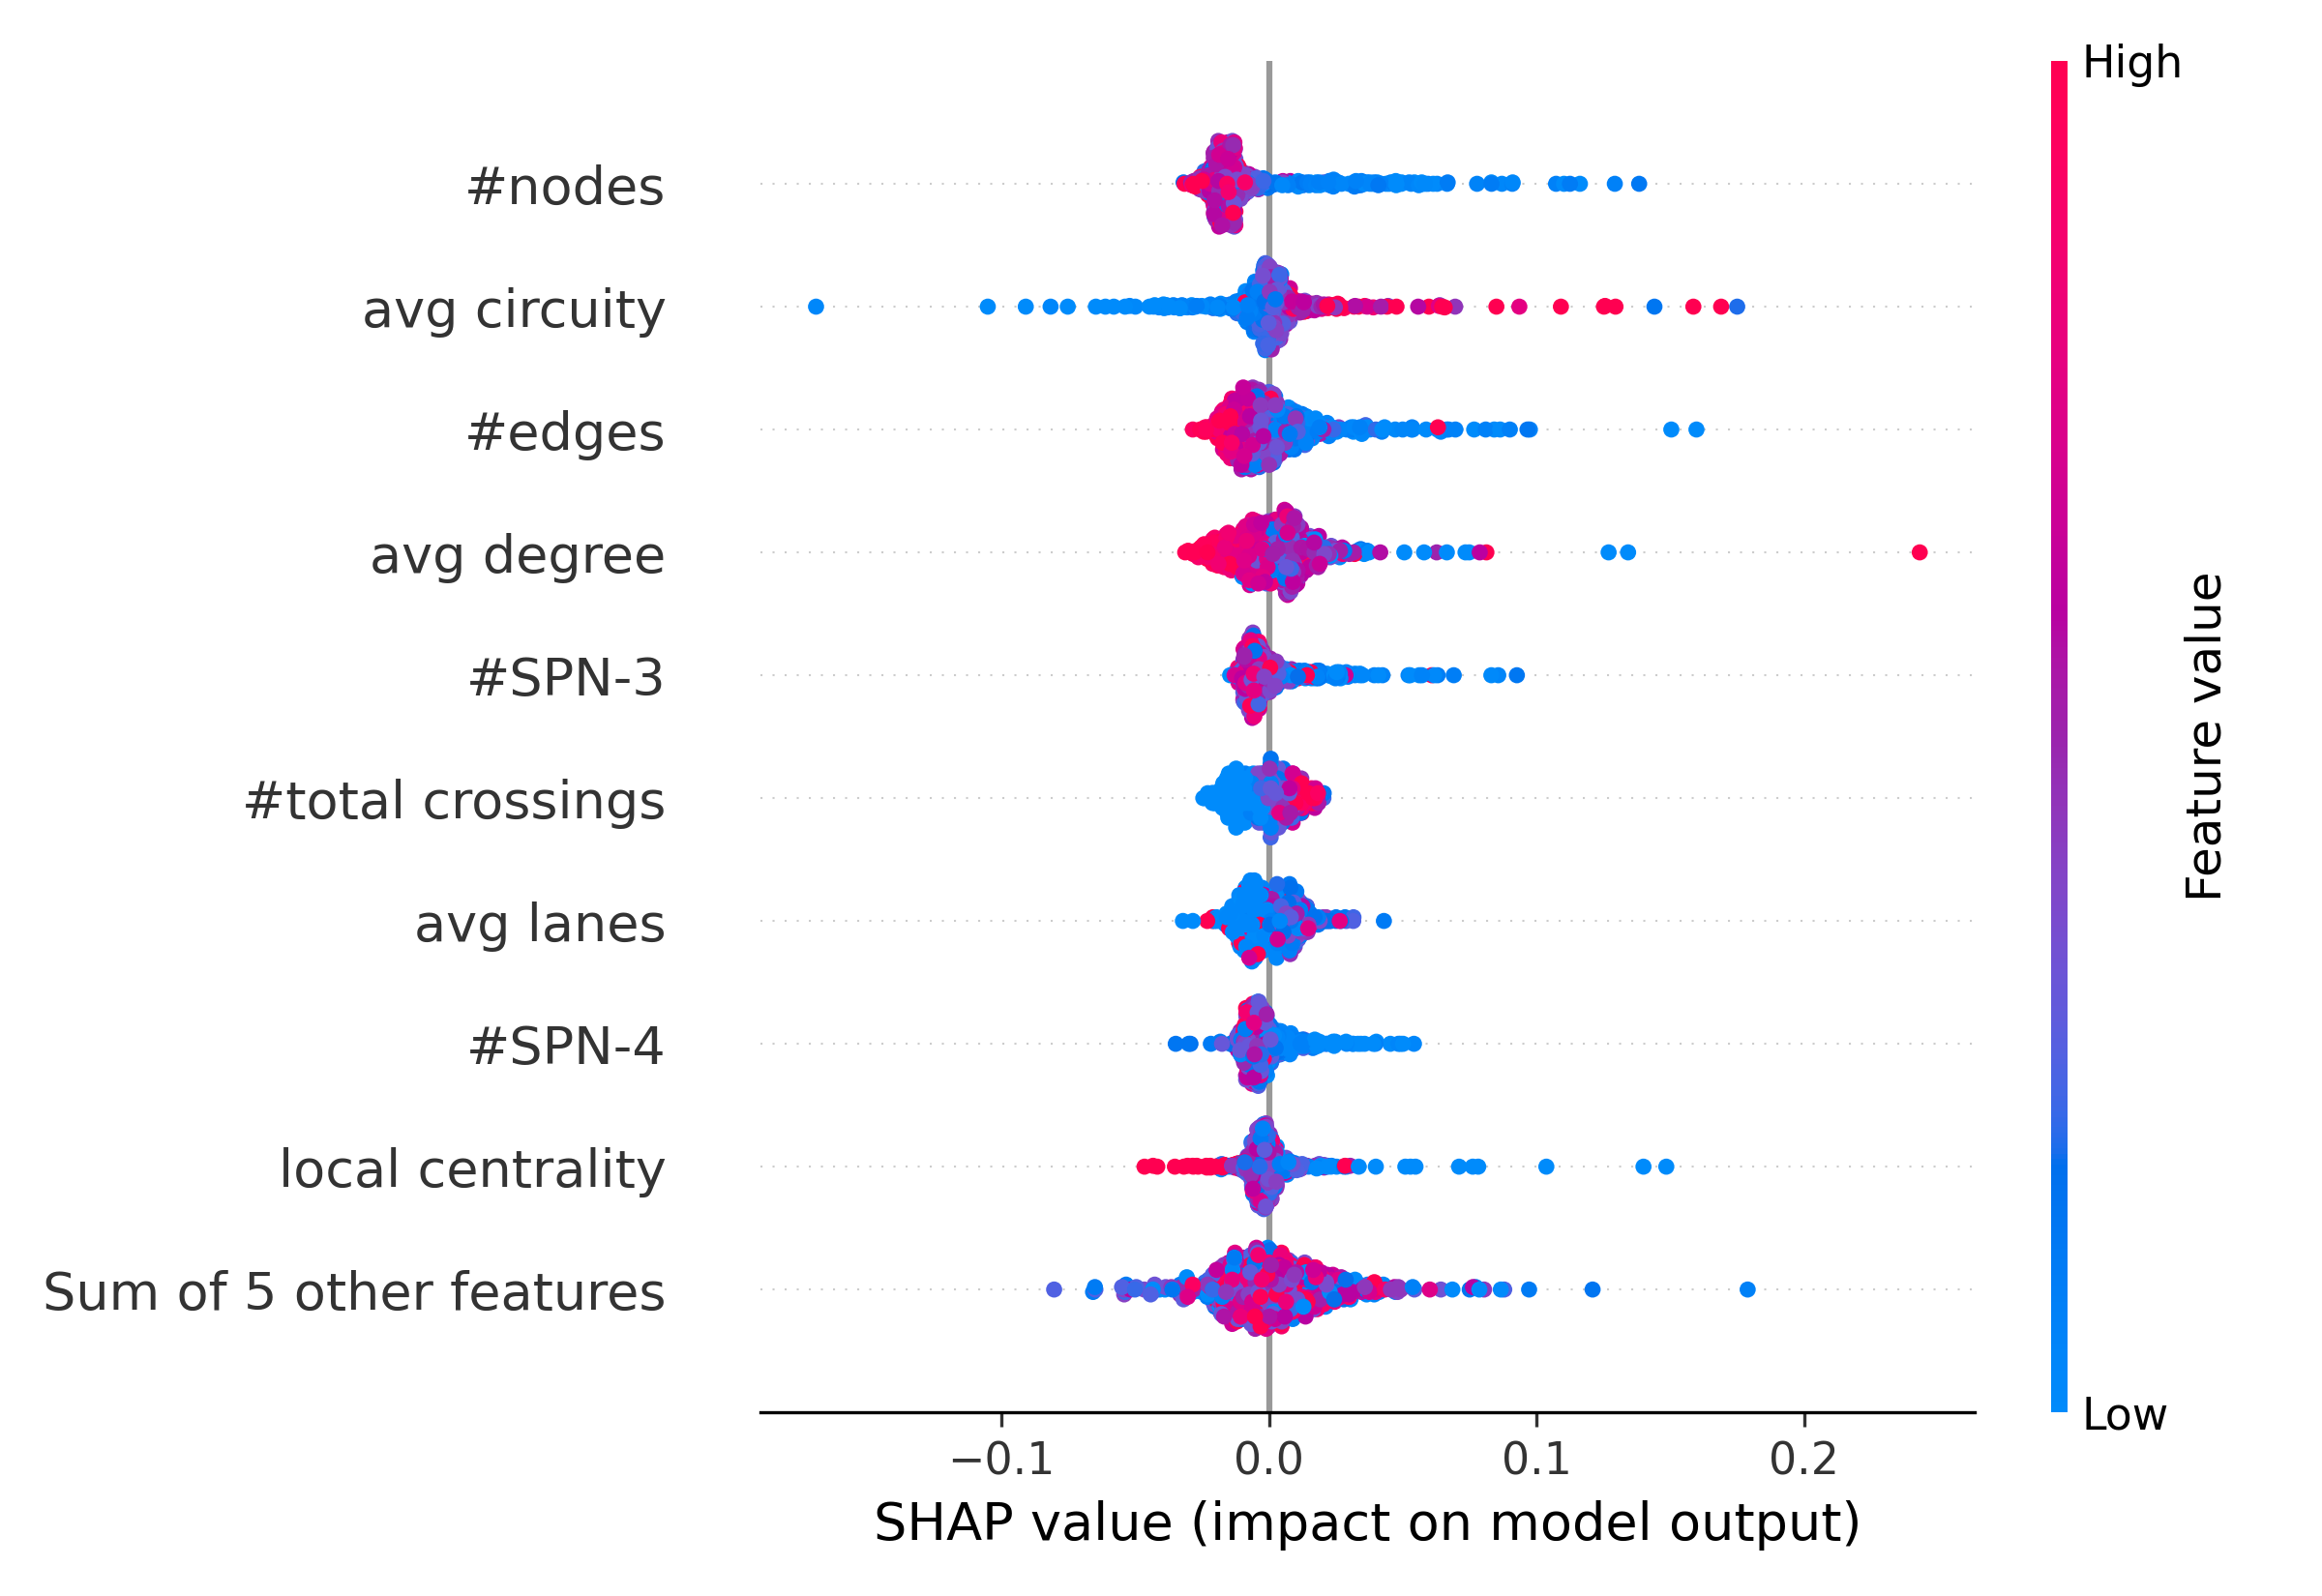 High
#nodes
avg circuity
#edges
avg degree
#SPN-3
#total crossings
avg lanes
#SPN-4
local centrality
Sum of 5 other features
Feature value
Low
−0.1
0.0
0.1
0.2
SHAP value (impact on model output)